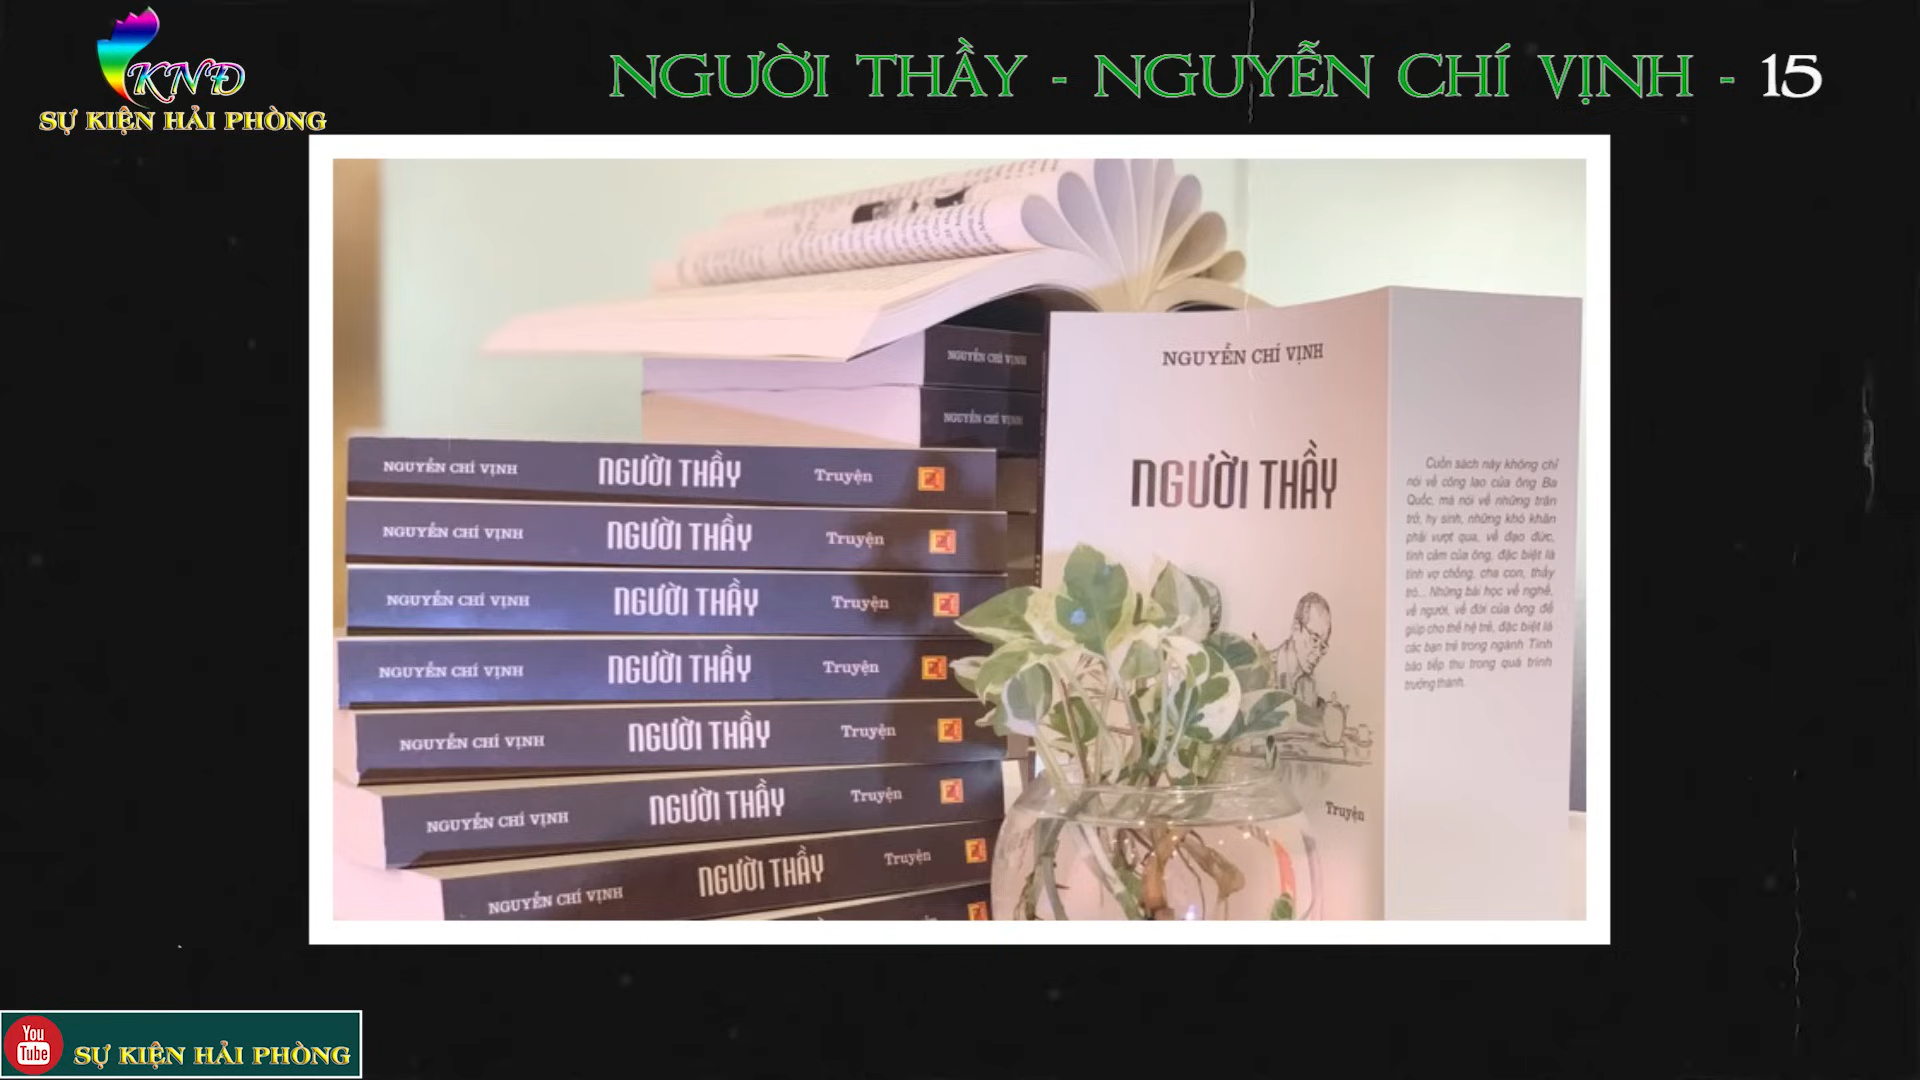 KNĐ
SỰ KIỆN HẢI PHÒNG
NGƯỜI THẦY - NGUYỄN CHÍ VỊNH - 15
NGUYỄN CHÍ VỊNH
NGUYỄN CHÍ VỊNH
NGUYỄN CHÍ VỊNH NGƯỜI THẦY Truyện
NGUYỄN CHÍ VỊNH NGƯỜI THẦY Truyện
NGUYỄN CHÍ VỊNH NGƯỜI THẦY Truyện
NGUYỄN CHÍ VỊNH NGƯỜI THẦY Truyện
NGUYỄN CHÍ VỊNH NGƯỜI THẦY Truyện
NGUYỄN CHÍ VỊNH NGƯỜI THẦY Truyện
NGUYỄN CHÍ VỊNH NGƯỜI THẦY Truyện
NGUYỄN CHÍ VỊNH
NGƯỜI THẦY
Truyện
Cuốn sách này không chỉ
nói về công lao của ông Ba
Quốc, mà nói về những trăn
trở, hy sinh, những khó khăn
phải vượt qua, về đạo đức,
tình cảm của ông, đặc biệt là
tình vợ chồng, cha con, thầy
trò... Những bài học về nghề,
về người, về đời của ông để
giúp cho thế hệ trẻ, đặc biệt là
các bạn trẻ trong ngành Tình
báo tiếp thu trong quá trình
trưởng thành.
You
Tube
SỰ KIỆN HẢI PHÒNG